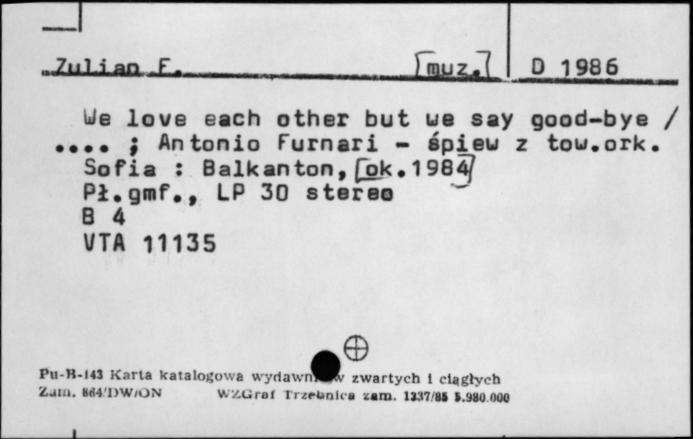 Zulian F. [muz.] D 1986
We love each other but we say good-bye /
.... ; Antonio Furnari - śpiew z tow.ork.
Sofia : Balkanton, [ok.1984]
Pł.gmf., LP 30 stereo
B 4
VTA 11135
Pu-B-143 Karta katalogowa wydawn w zwartych i ciągłych
Zam. 864/DW/ON WZGraf Trzebnica zam. 1337/85 5.980.000